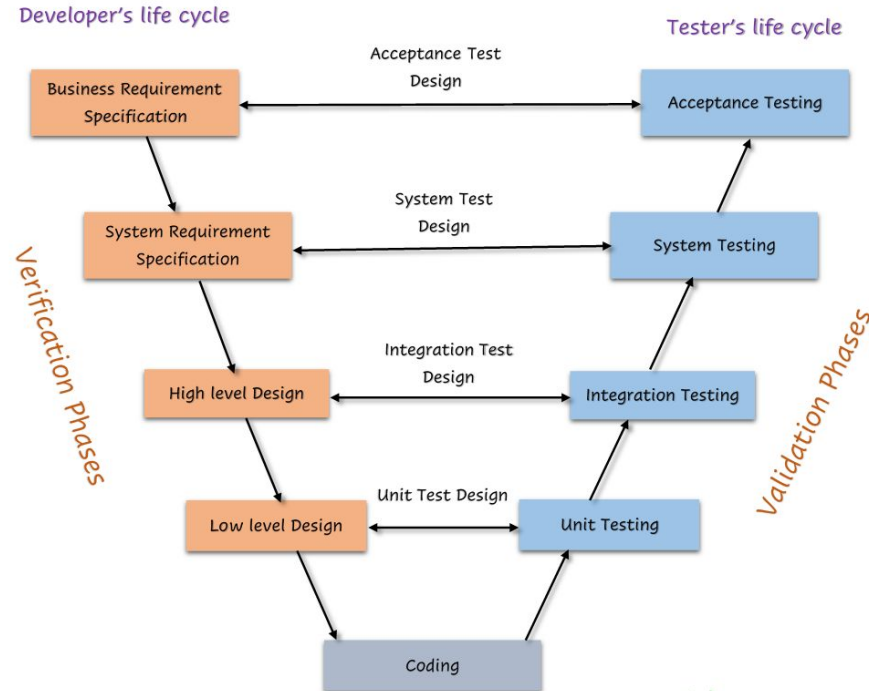 Developer's life cycle
Tester's life cycle
Acceptance Test
Design
Business Requirement
Specification
Acceptance Testing
System Test
Design
System Requirement
Specification
System Testing
Verification Phases
Validation Phases
Integration Test
Design
High level Design
Integration Testing
Unit Test Design
Low level Design
Unit Testing
Coding